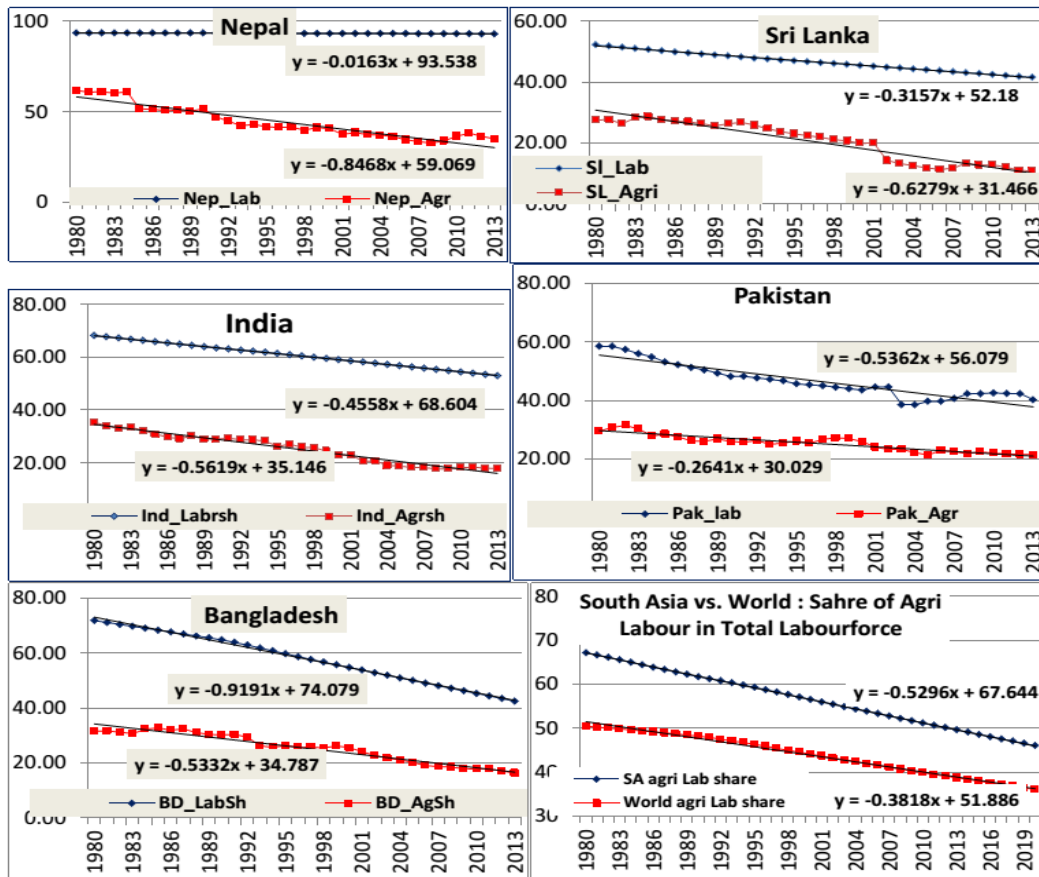 Nepal
100
50
0
y = -0.0163x + 93.538
y = -0.8468x + 59.069
Nep_Lab Nep_Agr
1980 1983 1986 1989 1992 1995 1998 2001 2004 2007 2010 2013
Sri Lanka
60.00
40.00
20.00
0.00
y = -0.3157x + 52.18
Sl_Lab
SL_Agri
y = -0.6279x + 31.466
1980 1983 1986 1989 1992 1995 1998 2001 2004 2007 2010 2013
India
80.00
60.00
40.00
20.00
y = -0.4558x + 68.604
y = -0.5619x + 35.146
Ind_Labrsh Ind_Agrsh
1980 1983 1986 1989 1992 1995 1998 2001 2004 2007 2010 2013
Pakistan
80.00
60.00
40.00
20.00
y = -0.5362x + 56.079
y = -0.2641x + 30.029
Pak_lab Pak_Agr
1980 1983 1986 1989 1992 1995 1998 2001 2004 2007 2010 2013
Bangladesh
80.00
60.00
40.00
20.00
0.00
y = -0.9191x + 74.079
y = -0.5332x + 34.787
BD_LabSh BD_AgSh
1980 1983 1986 1989 1992 1995 1998 2001 2004 2007 2010 2013
South Asia vs. World : Sahre of Agri
Labour in Total Labourforce
80
70
60
50
40
30
y = -0.5296x + 67.644
SA agri Lab share
World agri Lab share
y = -0.3818x + 51.886
1980 1983 1986 1989 1992 1995 1998 2001 2004 2007 2010 2013 2016 2019